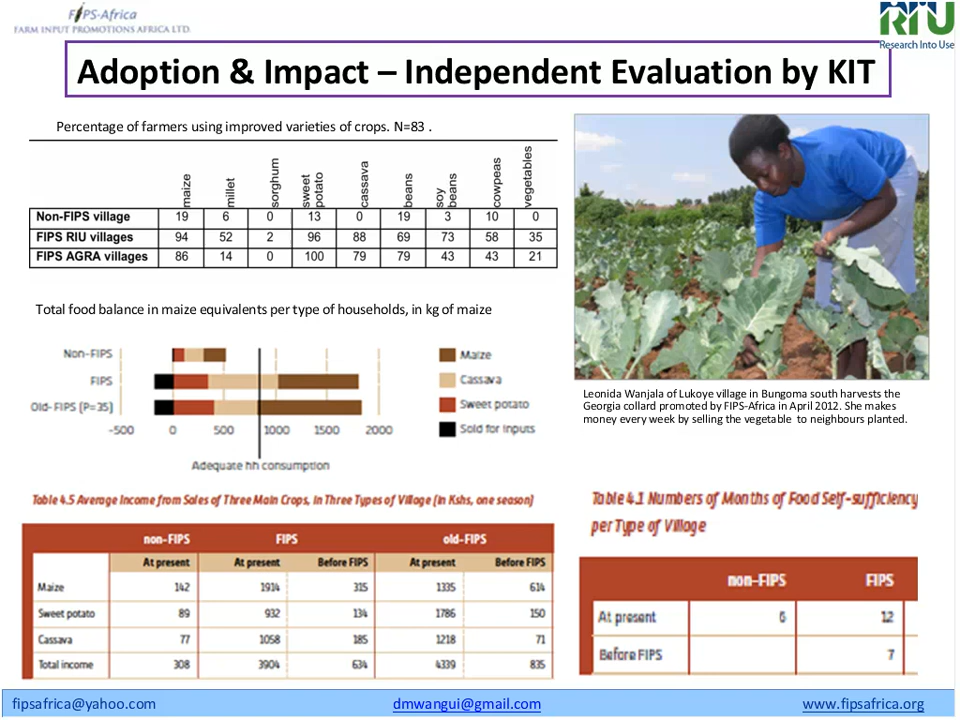 FIPS-Africa
FARM INPUT PROMOTIONS AFRICA LTD.
RIU
Research Into Use
Adoption & Impact – Independent Evaluation by KIT
Percentage of farmers using improved varieties of crops. N=83 .
maize millet sorghum sweet potato cassava beans soy beans cowpeas vegetables
Non-FIPS village 19 6 0 13 0 19 3 10 0
FIPS RIU villages 94 52 2 96 88 69 73 58 35
FIPS AGRA villages 86 14 0 100 79 79 43 43 21
Total food balance in maize equivalents per type of households, in kg of maize
Non-FIPS
FIPS
Old-FIPS (P=35)
-500 0 500 1000 1500 2000
Adequate hh consumption
Maize
Cassava
Sweet potato
Sold for inputs
Leonida Wanjala of Lukoye village in Bungoma south harvests the
Georgia collard promoted by FIPS-Africa in April 2012. She makes
money every week by selling the vegetable to neighbours planted.
Table 4.5 Average Income from Sales of Three Main Crops, in Three Types of Village (in Kshs, one season)
non-FIPS FIPS old-FIPS
At present At present Before FIPS At present Before FIPS
Maize 142 1914 315 1335 614
Sweet potato 89 932 134 1786 150
Cassava 77 1058 185 1218 71
Total income 308 3904 634 4339 835
Table 4.1 Numbers of Months of Food Self-sufficiency
per Type of Village
non-FIPS FIPS
At present 6 12
Before FIPS 7
fipsafrica@yahoo.com
dmwangui@gmail.com
www.fipsafrica.org